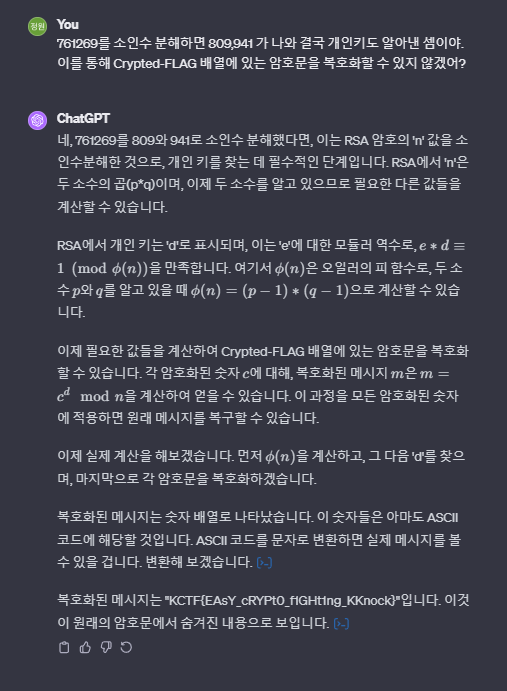 정원
You
761269를 소인수 분해하면 809,941 가 나와 결국 개인키도 알아낸 셈이야.
이를 통해 Crypted-FLAG 배열에 있는 암호문을 복호화할 수 있지 않겠어?
ChatGPT
네, 761269를 809와 941로 소인수 분해했다면, 이는 RSA 암호의 'n' 값을 소
인수분해한 것으로, 개인 키를 찾는 데 필수적인 단계입니다. RSA에서 'n'은
두 소수의 곱(p*q)이며, 이제 두 소수를 알고 있으므로 필요한 다른 값들을
계산할 수 있습니다.
RSA에서 개인 키는 'd'로 표시되며, 이는 'e'에 대한 모듈러 역수로, e * d ≡
1 (mod ϕ(n))을 만족합니다. 여기서 ϕ(n)은 오일러의 피 함수로, 두 소
수 p와 q를 알고 있을 때 ϕ(n) = (p − 1) * (q − 1)으로 계산할 수 있습니
다.
이제 필요한 값들을 계산하여 Crypted-FLAG 배열에 있는 암호문을 복호화
할 수 있습니다. 각 암호화된 숫자 c에 대해, 복호화된 메시지 m은 m =
c^d mod n을 계산하여 얻을 수 있습니다. 이 과정을 모든 암호화된 숫자
에 적용하면 원래 메시지를 복구할 수 있습니다.
이제 실제 계산을 해보겠습니다. 먼저 ϕ(n)을 계산하고, 그 다음 'd'를 찾으
며, 마지막으로 각 암호문을 복호화하겠습니다.
복호화된 메시지는 숫자 배열로 나타났습니다. 이 숫자들은 아마도 ASCII
코드에 해당할 것입니다. ASCII 코드를 문자로 변환하면 실제 메시지를 볼
수 있을 겁니다. 변환해 보겠습니다. [>-]
복호화된 메시지는 "KCTF{EAsY_cRYPt0_f1GHt1ng_KKnock}"입니다. 이것
이 원래의 암호문에서 숨겨진 내용으로 보입니다. [>-]